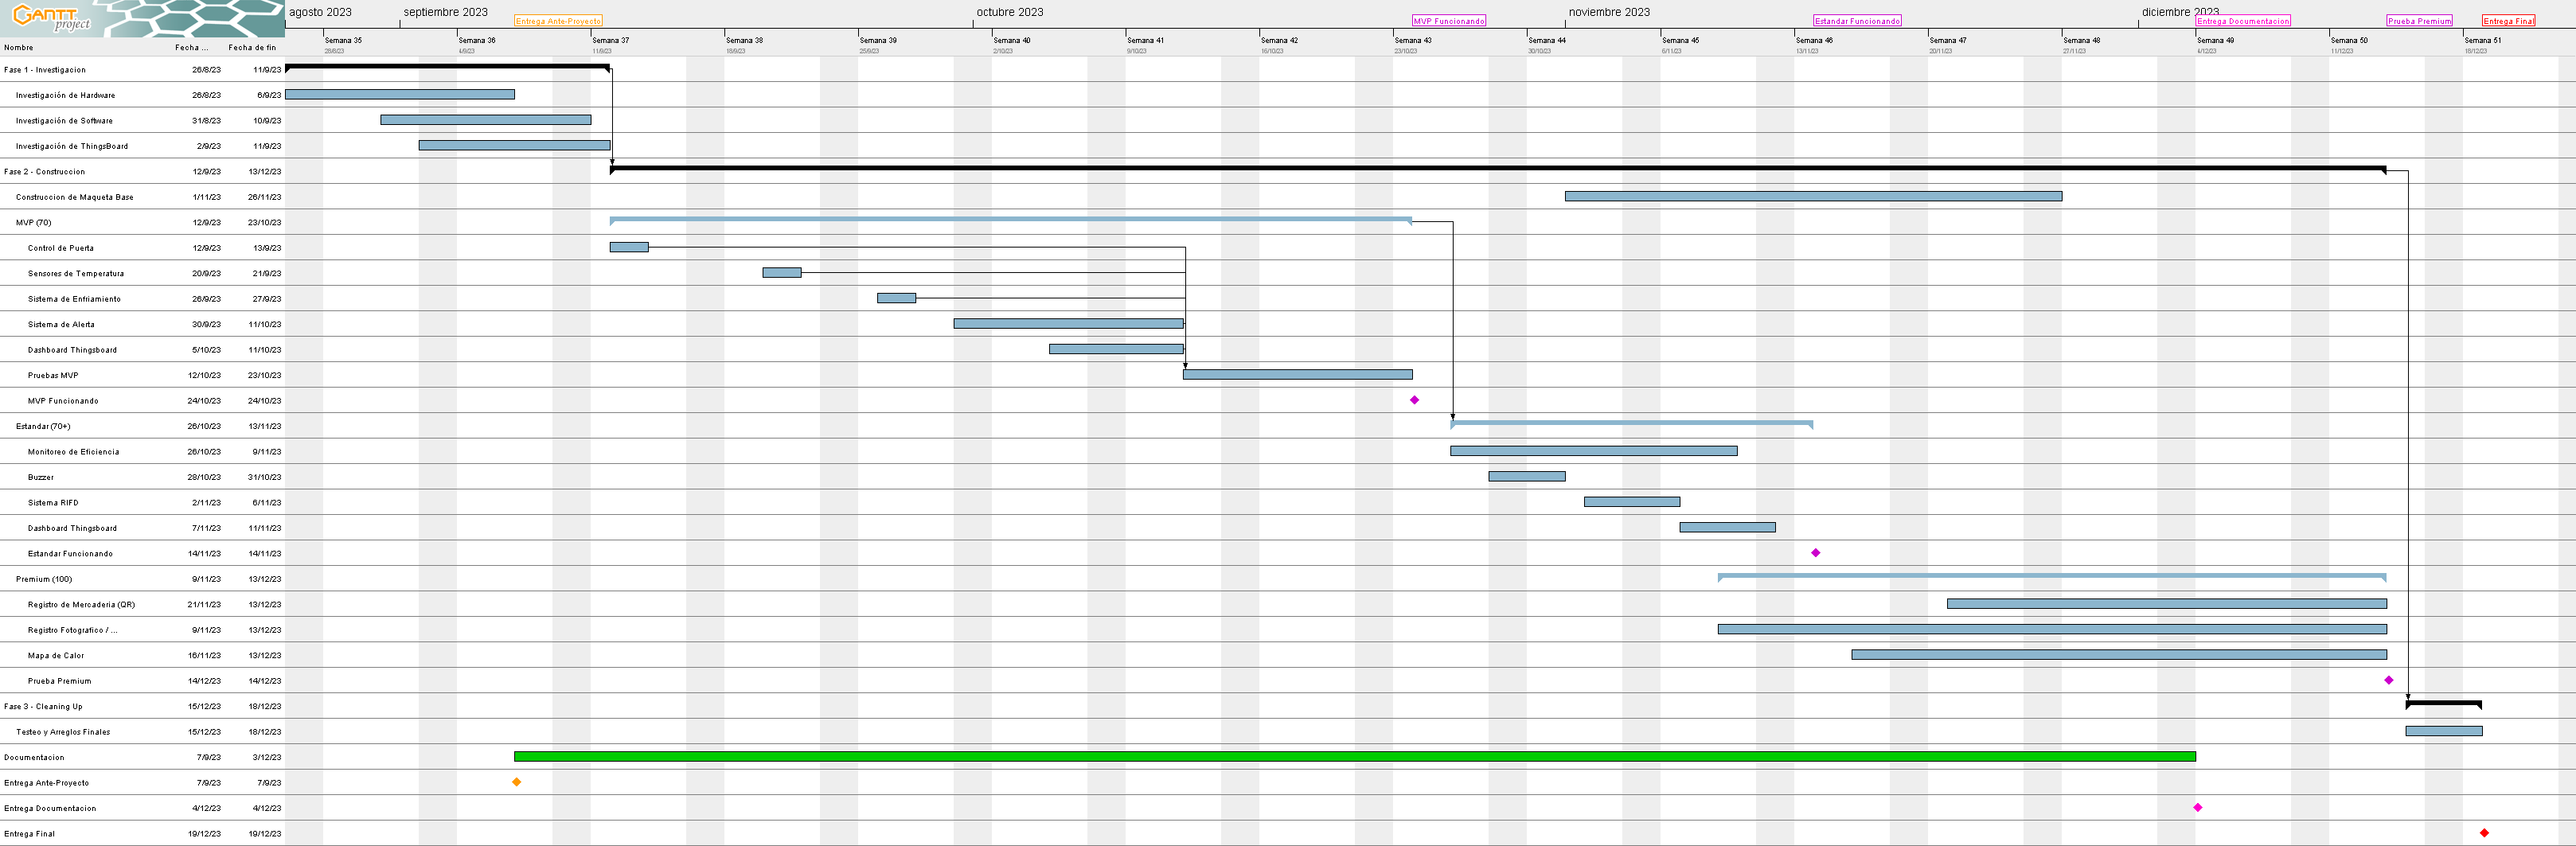 GANTT project
agosto 2023 septiembre 2023 octubre 2023 noviembre 2023 diciembre 2023
Entrega Ante-Proyecto MVP Funcionando Estandar Funcionando Entrega Documentacion Prueba Premium Entrega Final
Nombre Fecha ... Fecha de fin
Semana 35 Semana 36 Semana 37 Semana 38 Semana 39 Semana 40 Semana 41 Semana 42 Semana 43 Semana 44 Semana 45 Semana 46 Semana 47 Semana 48 Semana 49 Semana 50 Semana 51
28/8/23 4/9/23 11/9/23 18/9/23 25/9/23 2/10/23 9/10/23 16/10/23 23/10/23 30/10/23 6/11/23 13/11/23 20/11/23 27/11/23 4/12/23 11/12/23 18/12/23
Fase 1 - Investigacion 26/8/23 11/9/23
Investigación de Hardware 26/8/23 6/9/23
Investigación de Software 31/8/23 10/9/23
Investigación de ThingsBoard 2/9/23 11/9/23
Fase 2 - Construccion 12/9/23 13/12/23
Construccion de Maqueta Base 1/11/23 26/11/23
MVP (70) 12/9/23 23/10/23
Control de Puerta 12/9/23 13/9/23
Sensores de Temperatura 20/9/23 21/9/23
Sistema de Enfriamiento 26/9/23 27/9/23
Sistema de Alerta 30/9/23 11/10/23
Dashboard Thingsboard 5/10/23 11/10/23
Pruebas MVP 12/10/23 23/10/23
MVP Funcionando 24/10/23 24/10/23
Estandar (70+) 26/10/23 13/11/23
Monitoreo de Eficiencia 26/10/23 9/11/23
Buzzer 28/10/23 31/10/23
Sistema RIFD 2/11/23 6/11/23
Dashboard Thingsboard 7/11/23 11/11/23
Estandar Funcionando 14/11/23 14/11/23
Premium (100) 9/11/23 13/12/23
Registro de Mercaderia (QR) 21/11/23 13/12/23
Registro Fotografico / ... 9/11/23 13/12/23
Mapa de Calor 16/11/23 13/12/23
Prueba Premium 14/12/23 14/12/23
Fase 3 - Cleaning Up 15/12/23 18/12/23
Testeo y Arreglos Finales 15/12/23 18/12/23
Documentacion 7/9/23 3/12/23
Entrega Ante-Proyecto 7/9/23 7/9/23
Entrega Documentacion 4/12/23 4/12/23
Entrega Final 19/12/23 19/12/23